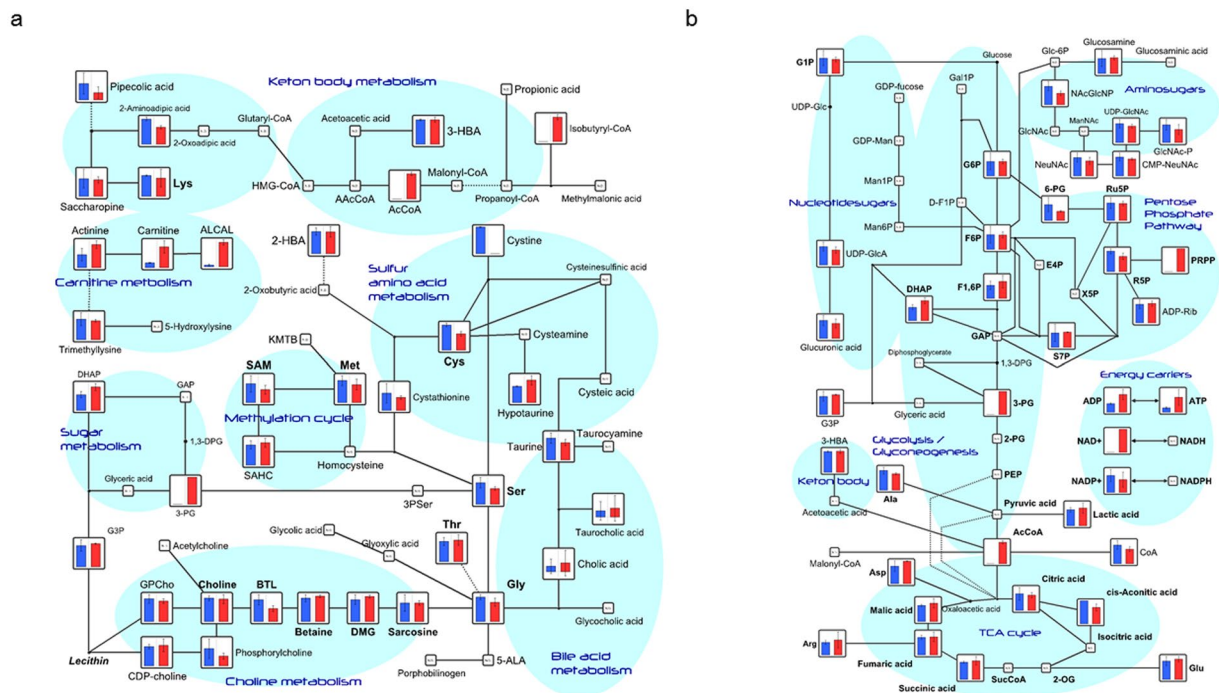 a
Keton body metabolism
Pipecolic acid
Propionic acid
2-Aminoadipic acid
Glutaryl-CoA
Acetoacetic acid
3-HBA
Isobutyryl-CoA
2-Oxoadipic acid
Lys
HMG-CoA
Malonyl-CoA
Saccharopine
AAcCoA
AcCoA
Propanoyl-CoA
Methylmalonic acid
Actinine
Carnitine
ALCAL
2-HBA
Cystine
Sulfur
amino acid
metabolism
Cysteinesulfinic acid
Carnitine metbolism
2-Oxobutyric acid
5-Hydroxylysine
Trimethyllysine
KMTB
Cysteamine
Cys
SAM
Met
DHAP
GAP
Cystathionine
Hypotaurine
Cysteic acid
Methylation cycle
Sugar
metabolism
1,3-DPG
Taurine
Taurocyamine
SAHC
Homocysteine
Glyceric acid
3-PG
3PSer
Ser
G3P
Glycolic acid
Thr
Taurocholic acid
Acetylcholine
Glyoxylic acid
Cholic acid
GPCho
Choline
BTL
Gly
Betaine
DMG
Sarcosine
Glycocholic acid
Lecithin
Phosphorylcholine
5-ALA
CDP-choline
Porphobilinogen
Bile acid
metabolism
Choline metabolism
b
G1P
Glucose
Glc-6P
Glucosamine
Glucosaminic acid
GDP-fucose
Gal1P
NAcGlcNP
Aminosugars
UDP-Glc
UDP-GlcNAc
GlcNAc
ManNAc
GDP-Man
GlcNAc-P
G6P
NeuNAc
CMP-NeuNAc
Man1P
6-PG
Ru5P
Nucleotidesugars
D-F1P
Pentose
Phosphate
Pathway
Man6P
F6P
UDP-GlcA
E4P
PRPP
DHAP
F1,6P
X5P
R5P
ADP-Rib
Glucuronic acid
GAP
S7P
Diphosphoglycerate
1,3-DPG
Energy carriers
ADP
ATP
G3P
Glyceric acid
3-PG
NAD+
NADH
3-HBA
Glycolysis /
Glyconeogenesis
2-PG
Keton body
PEP
NADP+
NADPH
Ala
Acetoacetic acid
Pyruvic acid
Lactic acid
AcCoA
Malonyl-CoA
CoA
Asp
Citric acid
cis-Aconitic acid
Malic acid
Oxaloacetic acid
TCA cycle
Isocitric acid
Arg
Fumaric acid
SucCoA
2-OG
Glu
Succinic acid